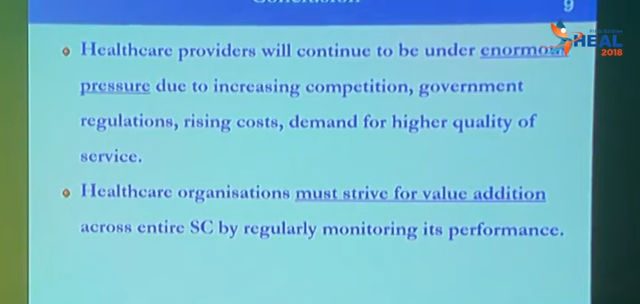 Conclusion
9
HEAL
2018
Healthcare providers will continue to be under enormous
pressure due to increasing competition, government
regulations, rising costs, demand for higher quality of
service.
Healthcare organisations must strive for value addition
across entire SC by regularly monitoring its performance.